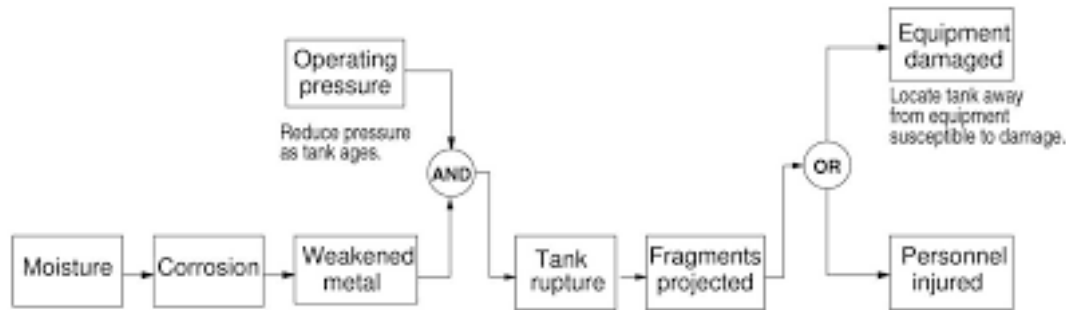 Operating
pressure
Reduce pressure
as tank ages.
AND
Moisture
Corrosion
Weakened
metal
Tank
rupture
Fragments
projected
OR
Equipment
damaged
Locate tank away
from equipment
susceptible to damage.
Personnel
injured